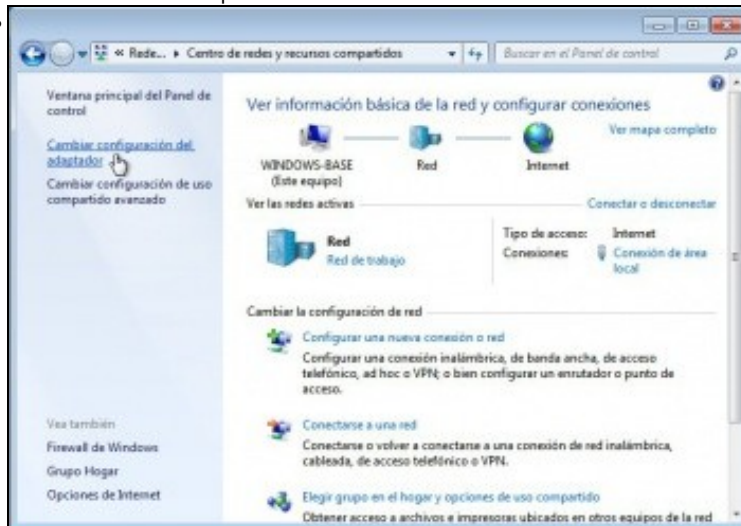 « Rede... ▸ Centro de redes y recursos compartidos
Buscar en el Panel de control
Ventana principal del Panel de
control
Cambiar configuración del
adaptador
Cambiar configuración de uso
compartido avanzado
Vea también
Firewall de Windows
Grupo Hogar
Opciones de Internet
Ver información básica de la red y configurar conexiones
Ver mapa completo
WINDOWS-BASE
(Este equipo)
Red
Internet
Ver las redes activas
Conectar o desconectar
Red
Red de trabajo
Tipo de acceso: Internet
Conexiones: Conexión de área
local
Cambiar la configuración de red
Configurar una nueva conexión o red
Configurar una conexión inalámbrica, de banda ancha, de acceso
telefónico, ad hoc o VPN; o bien configurar un enrutador o punto de
acceso.
Conectarse a una red
Conectarse o volver a conectarse a una conexión de red inalámbrica,
cableada, de acceso telefónico o VPN.
Elegir grupo en el hogar y opciones de uso compartido
Obtener acceso a archivos e impresoras ubicados en otros equipos de la red